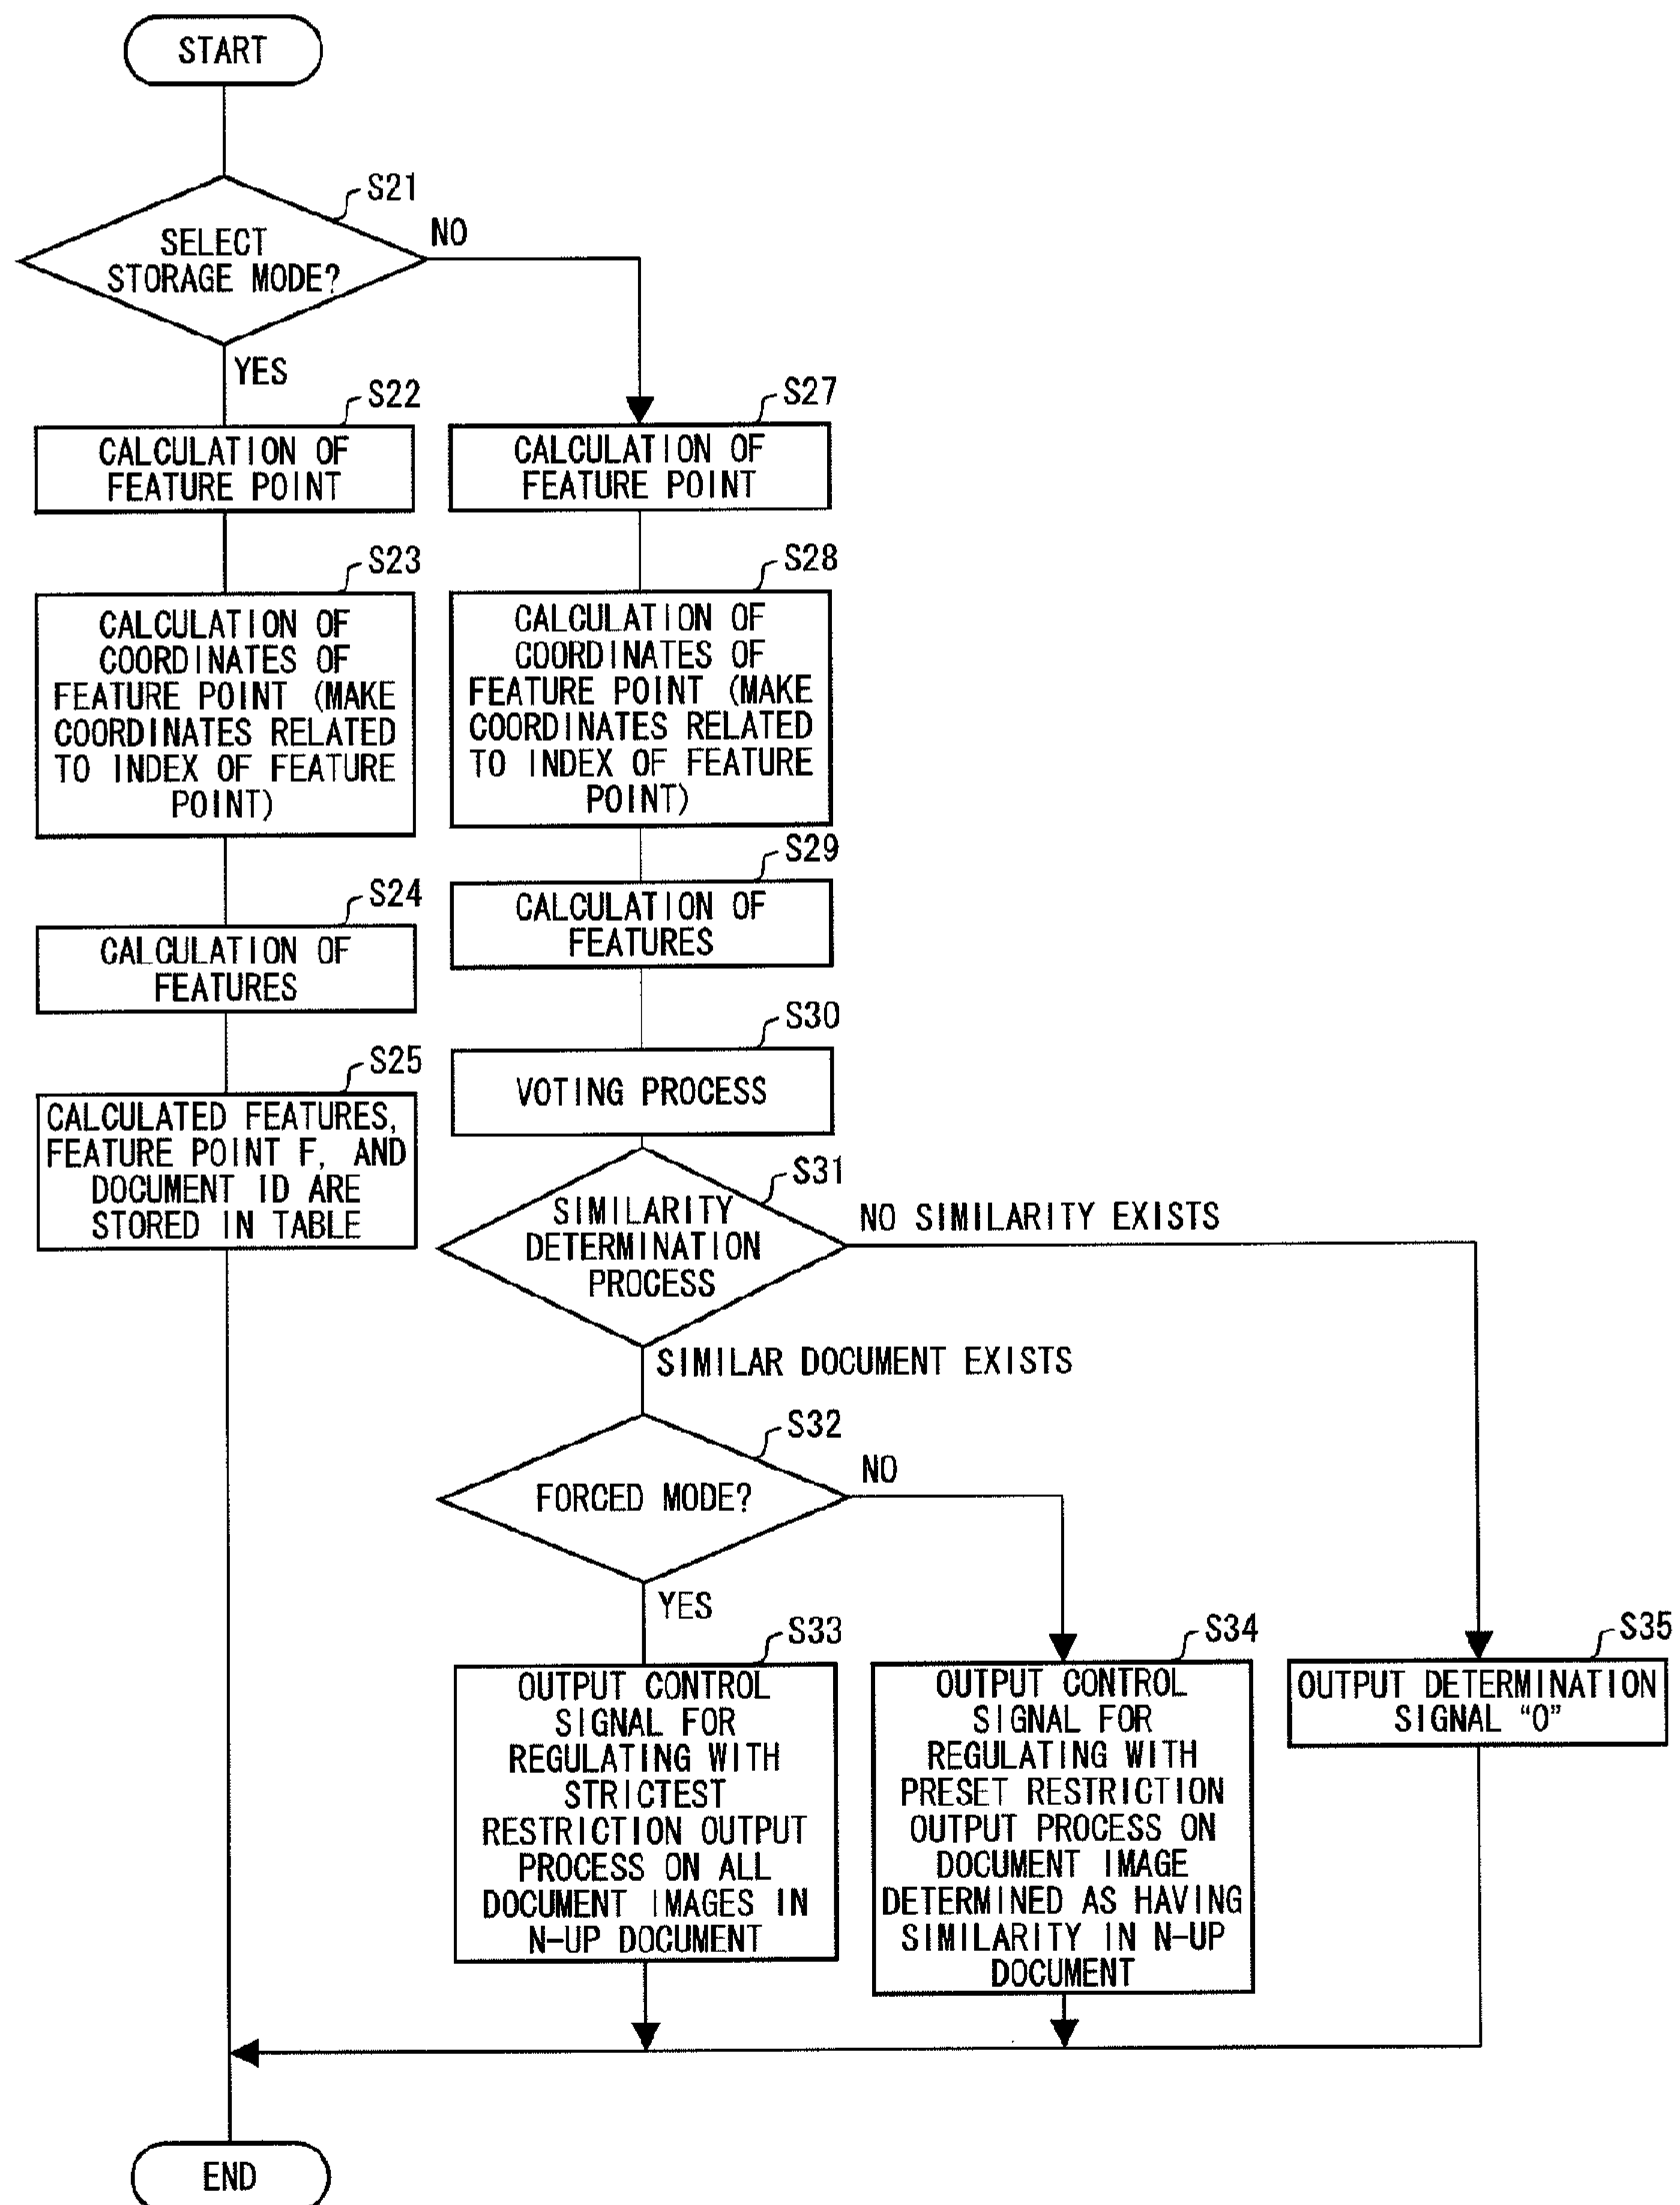 START
S21
SELECT
STORAGE MODE?
NO
YES
S22
CALCULATION OF
FEATURE POINT
S23
CALCULATION OF
COORDINATES OF
FEATURE POINT (MAKE
COORDINATES RELATED
TO INDEX OF FEATURE
POINT)
S24
CALCULATION OF
FEATURES
S25
CALCULATED FEATURES,
FEATURE POINT F, AND
DOCUMENT ID ARE
STORED IN TABLE
S27
CALCULATION OF
FEATURE POINT
S28
CALCULATION OF
COORDINATES OF
FEATURE POINT (MAKE
COORDINATES RELATED
TO INDEX OF FEATURE
POINT)
S29
CALCULATION OF
FEATURES
S30
VOTING PROCESS
S31
SIMILARITY
DETERMINATION
PROCESS
NO SIMILARITY EXISTS
SIMILAR DOCUMENT EXISTS
S32
FORCED MODE?
NO
YES
S33
OUTPUT CONTROL
SIGNAL FOR
REGULATING WITH
STRICTEST
RESTRICTION OUTPUT
PROCESS ON ALL
DOCUMENT IMAGES IN
N-UP DOCUMENT
S34
OUTPUT CONTROL
SIGNAL FOR
REGULATING WITH
PRESET RESTRICTION
OUTPUT PROCESS ON
DOCUMENT IMAGE
DETERMINED AS HAVING
SIMILARITY IN N-UP
DOCUMENT
S35
OUTPUT DETERMINATION
SIGNAL “0”
END